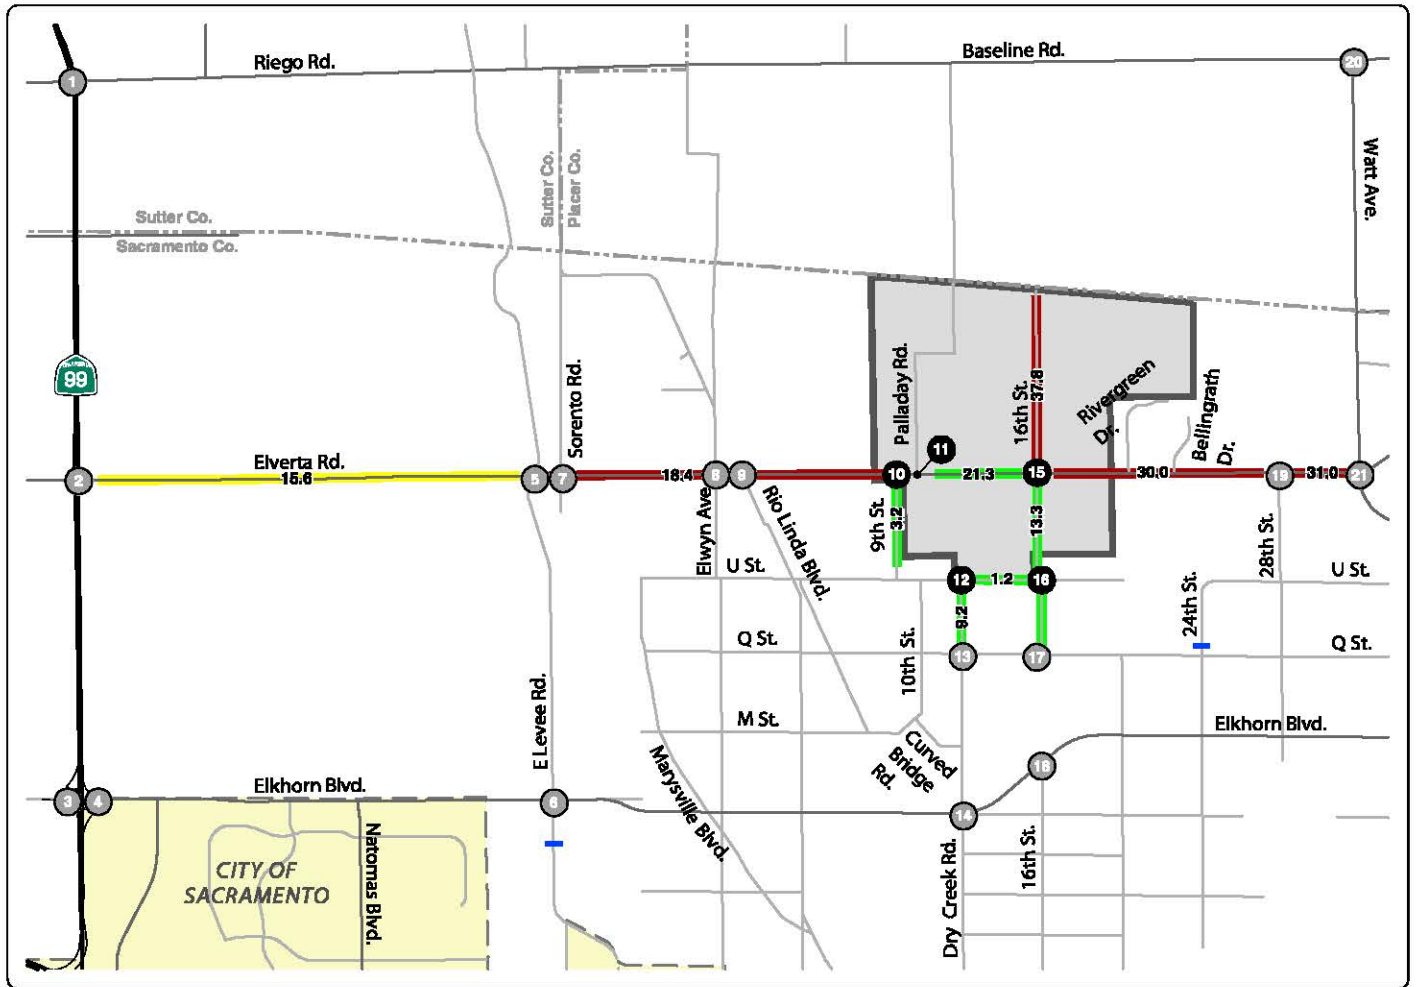 Riego Rd.
Baseline Rd.
1
20
Watt Ave.
Sutter Co.
Placer Co.
Sutter Co.
Sacramento Co.
99
Sorento Rd.
Palladay Rd.
16th St.
37.8
Rivergreen
Dr.
Bellingrath
Dr.
11
Elverta Rd.
2
15.6
5
7
18.4
8
9
10
21.3
15
30.0
19
31.0
21
Elwyn Ave
Rio Linda Blvd.
9th St.
3.2
13.3
28th St.
U St.
12
1.2
16
U St.
24th St.
9.2
Q St.
10th St.
13
17
Q St.
E Levee Rd.
M St.
Curved
Bridge
Rd.
Elkhorn Blvd.
18
Marysville Blvd.
Elkhorn Blvd.
3
4
6
14
Natomas Blvd.
CITY OF
SACRAMENTO
Dry Creek Rd.
16th St.